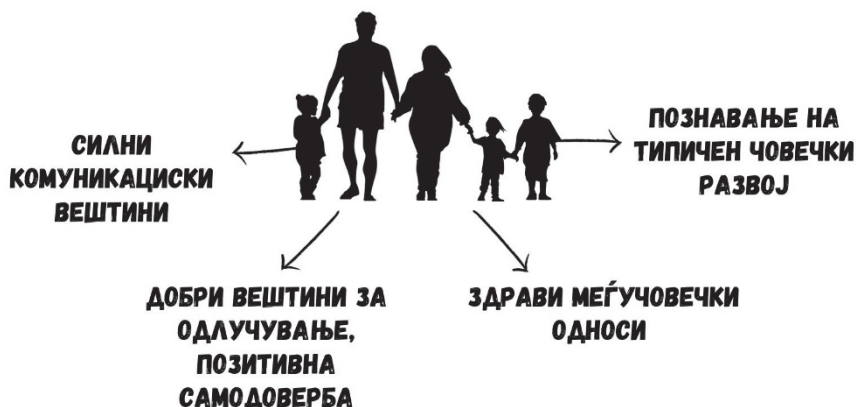 СИЛНИ
КОМУНИКАЦИСКИ
ВЕШТИНИ
ПОЗНАВАЊЕ НА
ТИПИЧЕН ЧОВЕЧКИ
РАЗВОЈ
ДОБРИ ВЕШТИНИ ЗА
ОДЛУЧУВАЊЕ,
ПОЗИТИВНА
САМОДОВЕРБА
ЗДРАВИ МЕЃУЧОВЕЧКИ
ОДНОСИ